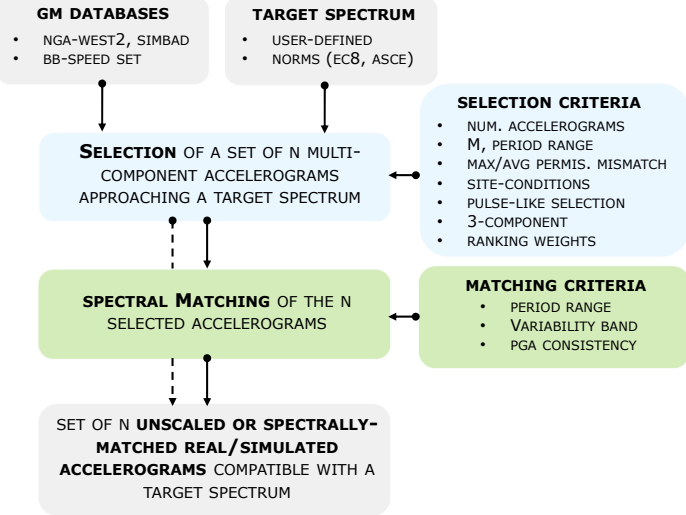 GM DATABASES
• NGA-WEST2, SIMBAD
• BB-SPEED SET
TARGET SPECTRUM
• USER-DEFINED
• NORMS (EC8, ASCE)
SELECTION CRITERIA
• NUM. ACCELEROGRAMS
• M, PERIOD RANGE
• MAX/AVG PERMIS. MISMATCH
• SITE-CONDITIONS
• PULSE-LIKE SELECTION
• 3-COMPONENT
• RANKING WEIGHTS
SELECTION OF A SET OF N MULTI-
COMPONENT ACCELEROGRAMS
APPROACHING A TARGET SPECTRUM
SPECTRAL MATCHING OF THE N
SELECTED ACCELEROGRAMS
MATCHING CRITERIA
• PERIOD RANGE
• VARIABILITY BAND
• PGA CONSISTENCY
SET OF N UNSCALED OR SPECTRALLY-
MATCHED REAL/SIMULATED
ACCELEROGRAMS COMPATIBLE WITH A
TARGET SPECTRUM